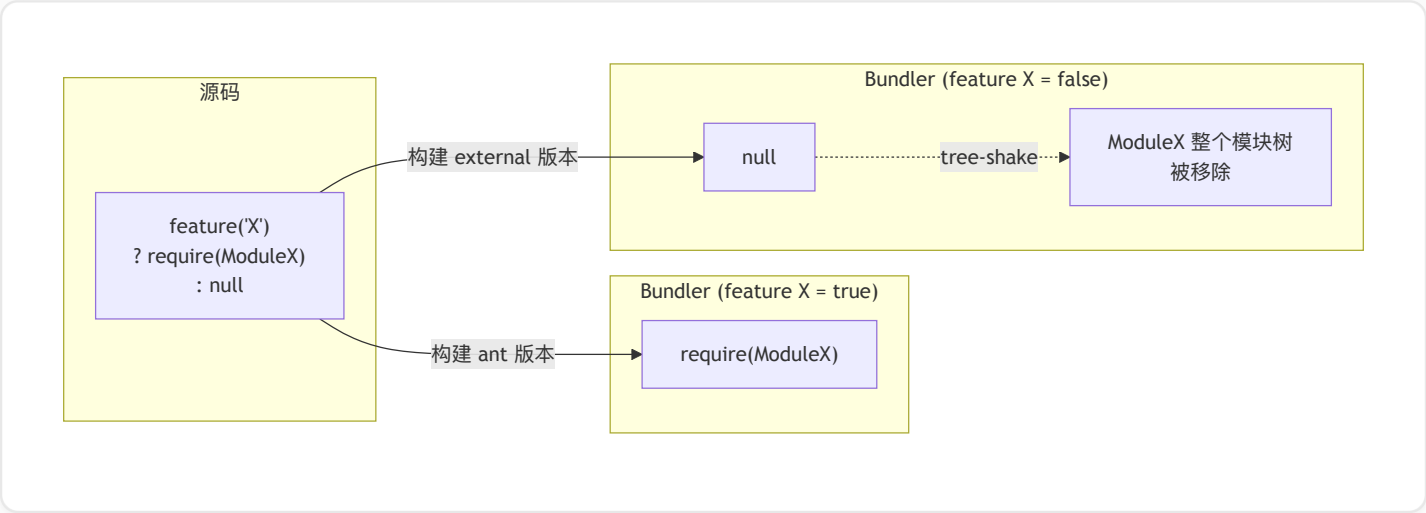 源码
feature('X')
? require(ModuleX)
: null
构建 external 版本
构建 ant 版本
Bundler (feature X = false)
null
tree-shake
ModuleX 整个模块树
被移除
Bundler (feature X = true)
require(ModuleX)